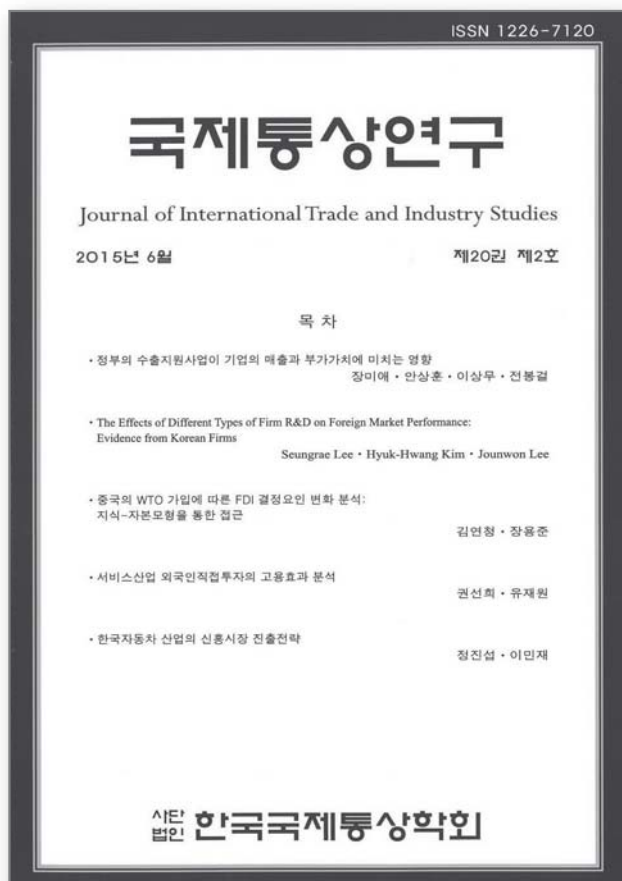 ISSN 1226-7120
국제통상연구
Journal of International Trade and Industry Studies
2015년 6월 제20권 제2호
목 차
• 정부의 수출지원사업이 기업의 매출과 부가가치에 미치는 영향
장미애 • 안상훈 • 이상무 • 전봉걸
• The Effects of Different Types of Firm R&D on Foreign Market Performance:
Evidence from Korean Firms
Seungrae Lee • Hyuk-Hwang Kim • Jounwon Lee
• 중국의 WTO 가입에 따른 FDI 결정요인 변화 분석:
지식-자본모형을 통한 접근
김연청 • 장용준
• 서비스산업 외국인직접투자의 고용효과 분석
권선희 • 유재원
• 한국자동차 산업의 신흥시장 진출전략
정진섭 • 이민재
사단법인 한국국제통상학회